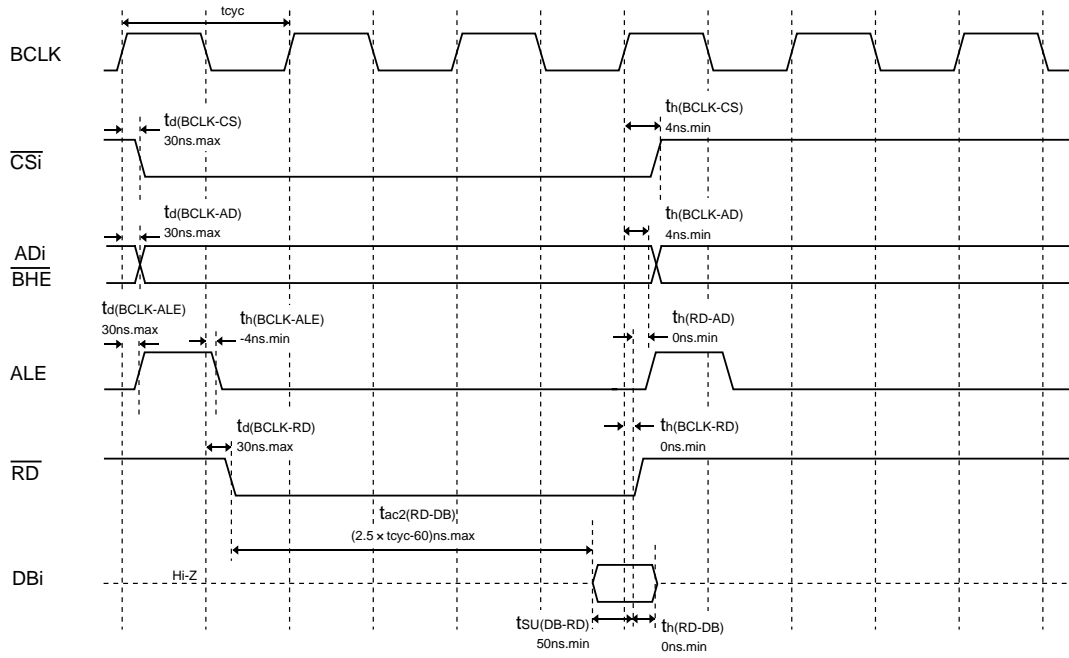 tcyc
BCLK
td(BCLK-CS)
30ns.max
th(BCLK-CS)
4ns.min
CSi
td(BCLK-AD)
30ns.max
th(BCLK-AD)
4ns.min
ADi
BHE
td(BCLK-ALE)
30ns.max
th(BCLK-ALE)
-4ns.min
th(RD-AD)
0ns.min
ALE
td(BCLK-RD)
30ns.max
th(BCLK-RD)
0ns.min
RD
tac2(RD-DB)
(2.5 × tcyc-60)ns.max
Hi-Z
DBi
tSU(DB-RD)
50ns.min
th(RD-DB)
0ns.min